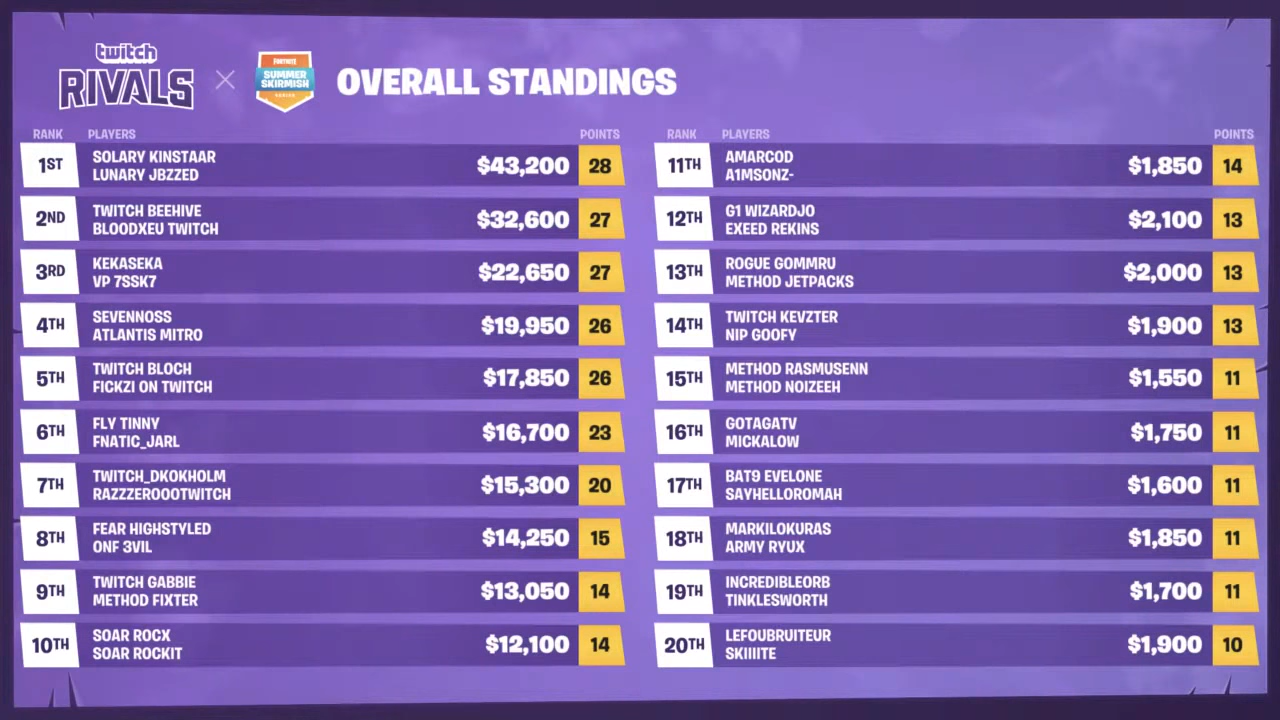 twitch
RIVALS
×
FORTNITE
SUMMER
SKIRMISH
SERIES
OVERALL STANDINGS
RANK PLAYERS POINTS
1ST SOLARY KINSTAAR LUNARY JBZZED $43,200 28
2ND TWITCH BEEHIVE BLOODXEU TWITCH $32,600 27
3RD KEKASEKA VP 7SSK7 $22,650 27
4TH SEVENNOSS ATLANTIS MITRO $19,950 26
5TH TWITCH BLOCH FICKZI ON TWITCH $17,850 26
6TH FLY TINNY FNATIC_JARL $16,700 23
7TH TWITCH_DKOKHOLM RAZZZEROOOTWITCH $15,300 20
8TH FEAR HIGHSTYLED ONF 3VIL $14,250 15
9TH TWITCH GABBIE METHOD FIXTER $13,050 14
10TH SOAR ROCX SOAR ROCKIT $12,100 14
RANK PLAYERS POINTS
11TH AMARCOD A1MSONZ- $1,850 14
12TH G1 WIZARDJO EXEED REKINS $2,100 13
13TH ROGUE GOMMRU METHOD JETPACKS $2,000 13
14TH TWITCH KEVZTER NIP GOOFY $1,900 13
15TH METHOD RASMUSENN METHOD NOIZEEH $1,550 11
16TH GOTAGATV MICKALOW $1,750 11
17TH BAT9 EVELONE SAYHELLOROMAH $1,600 11
18TH MARKILOKURAS ARMY RYUX $1,850 11
19TH INCREDIBLEORB TINKLESWORTH $1,700 11
20TH LEFOUBRUITEUR SKIIIITE $1,900 10